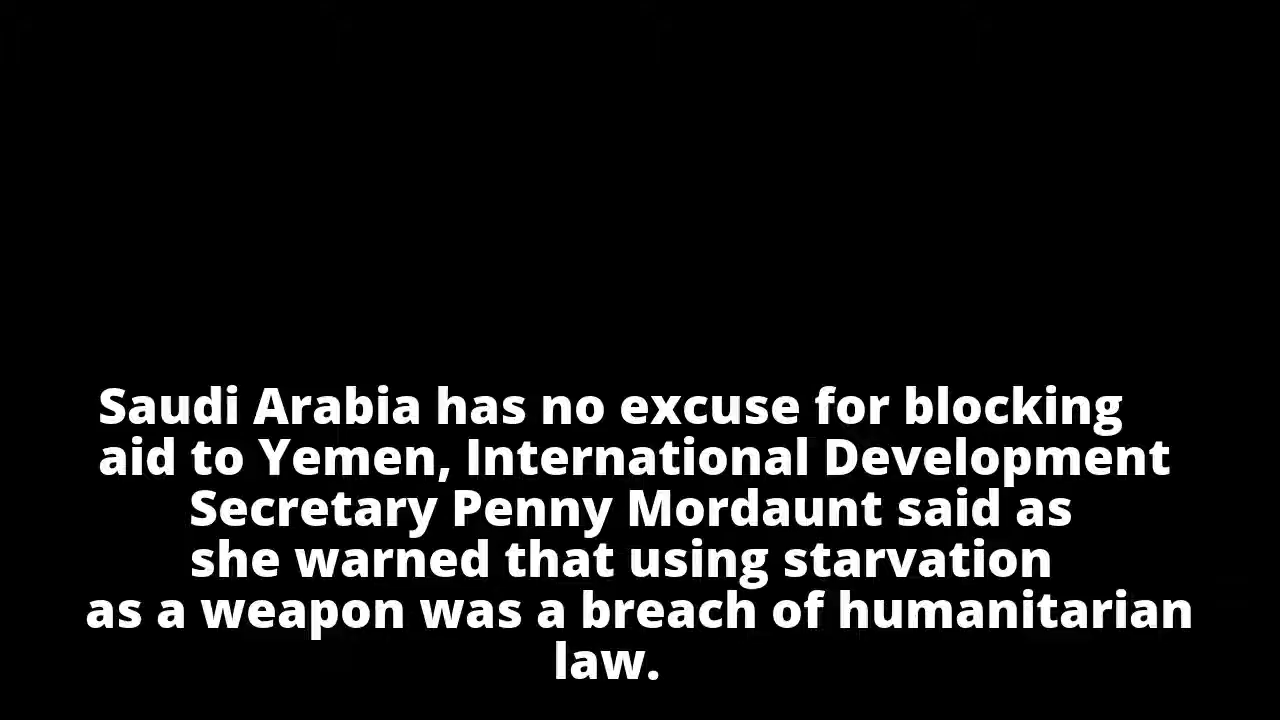 Saudi Arabia has no excuse for blocking
aid to Yemen, International Development
Secretary Penny Mordaunt said as
she warned that using starvation
as a weapon was a breach of humanitarian
law.